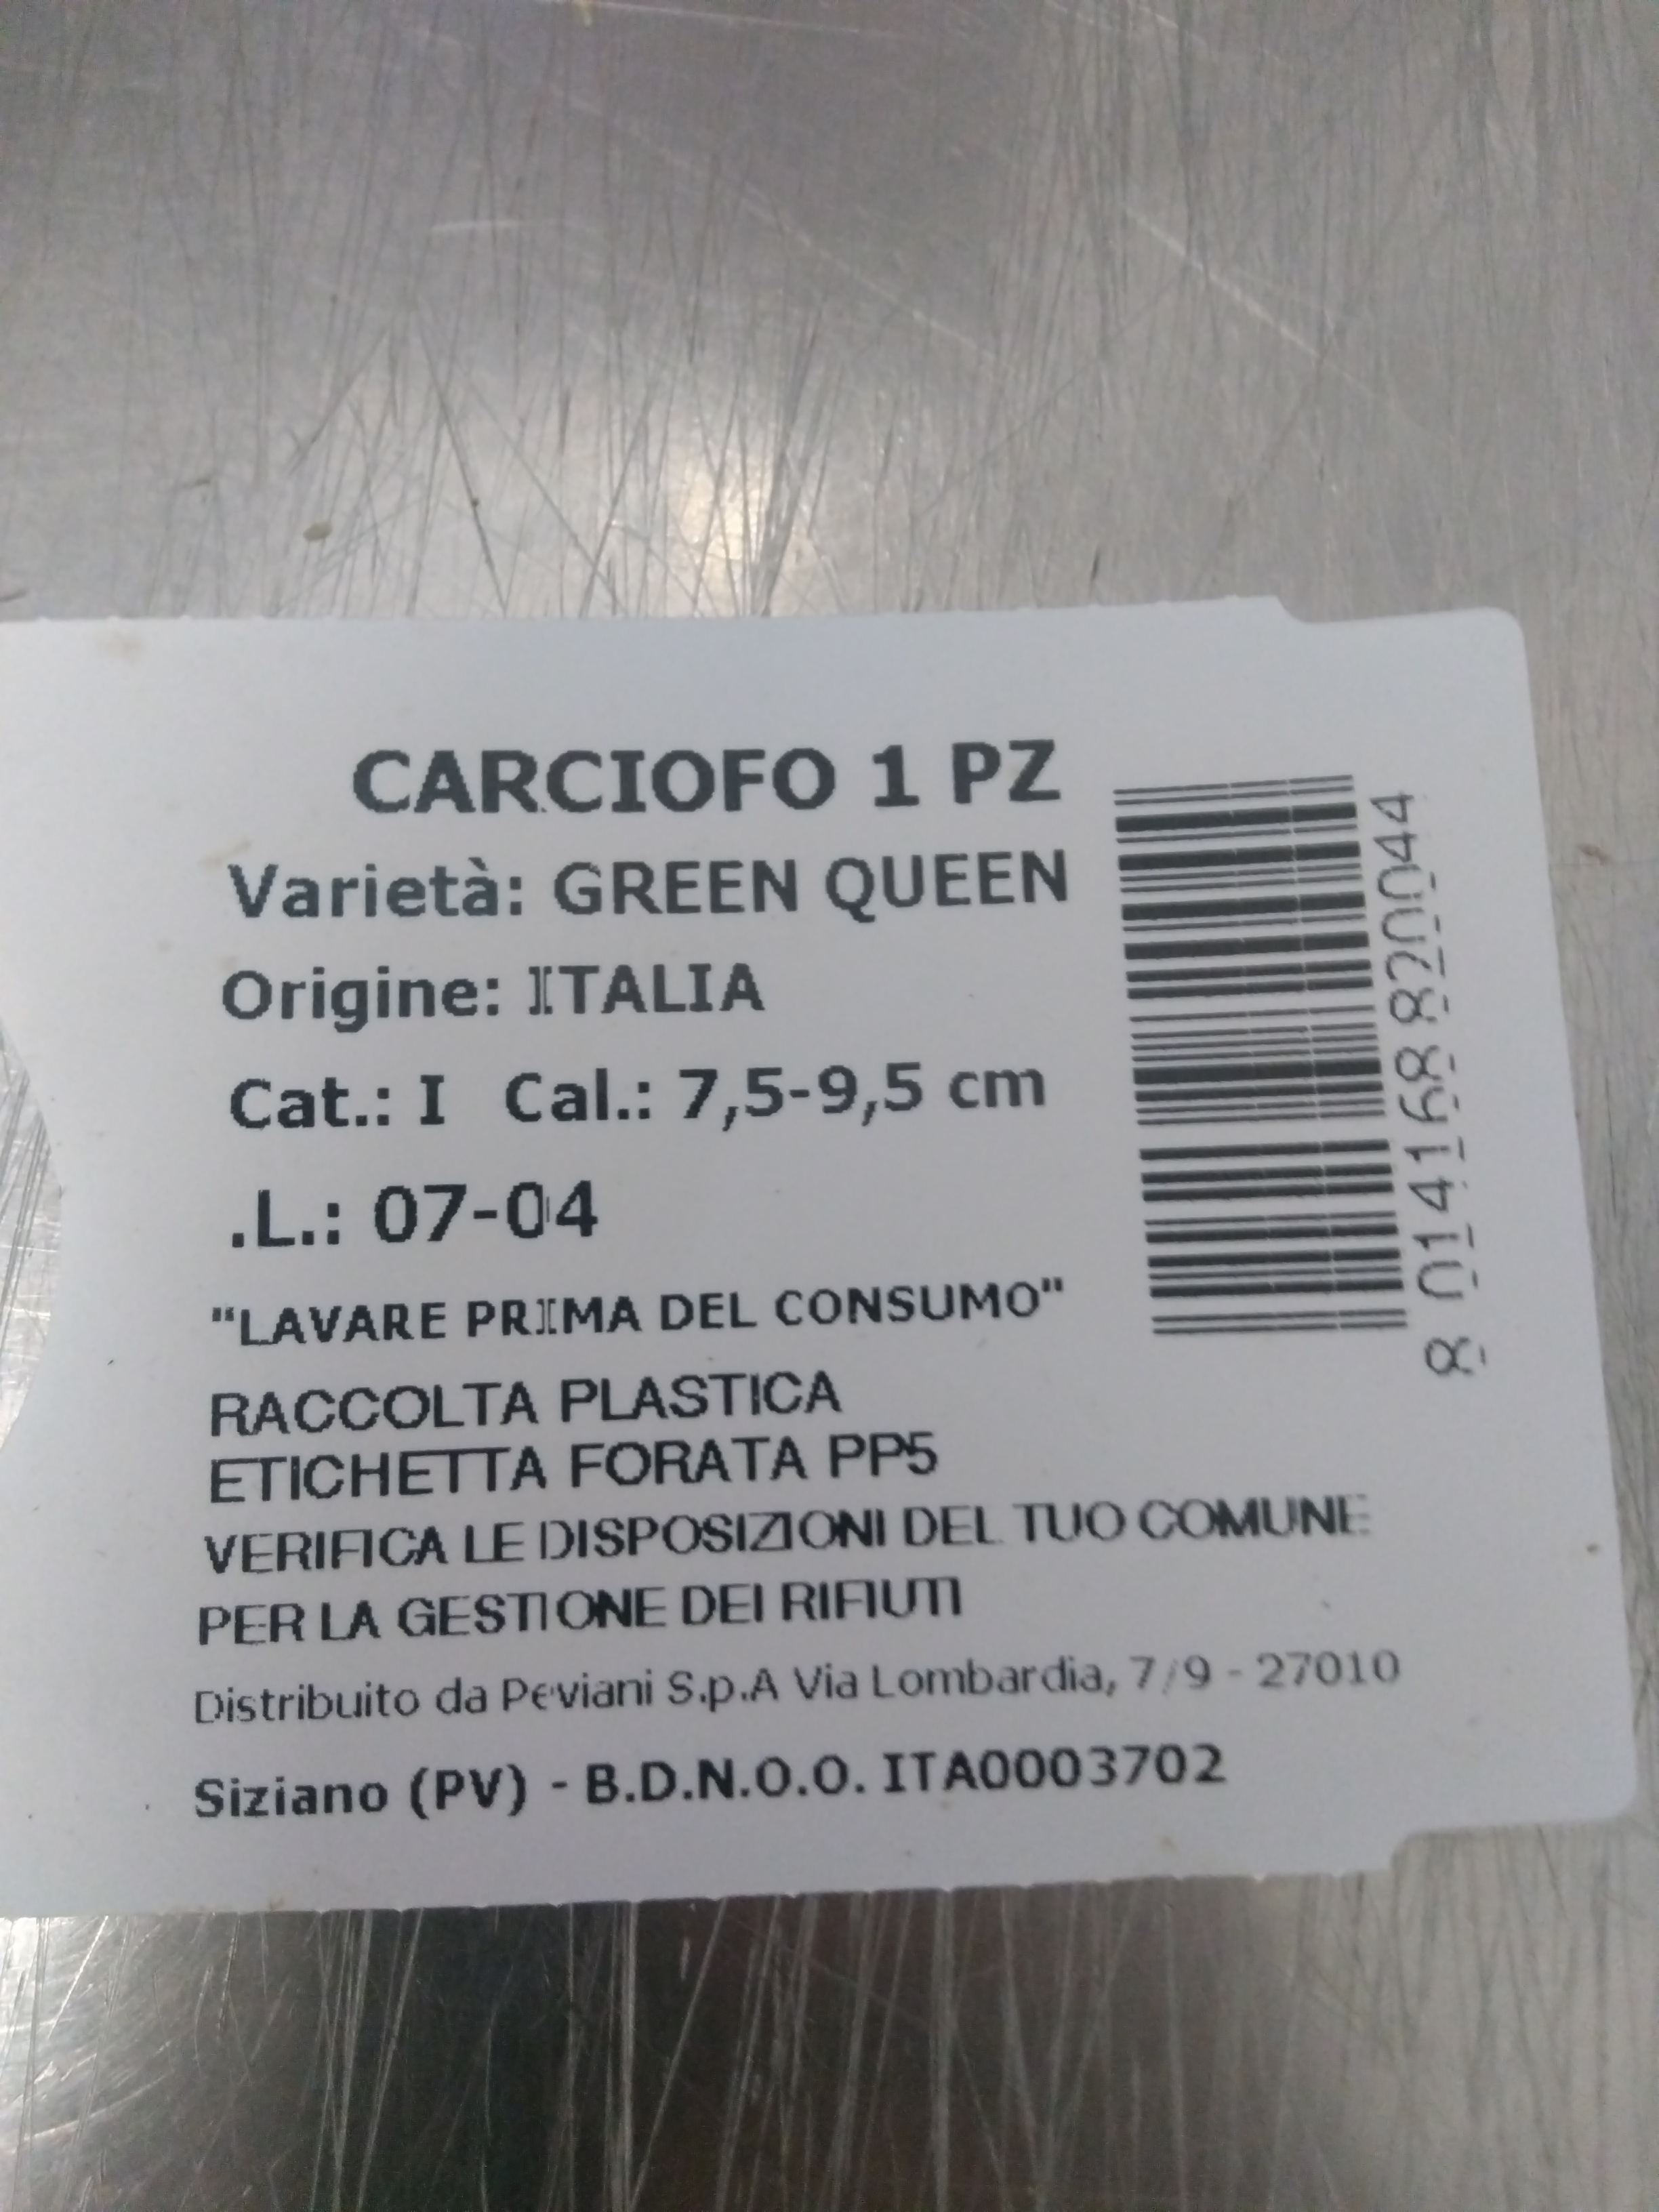 CARCIOFO 1 PZ
Varietà: GREEN QUEEN
Origine: ITALIA
Cat.: I Cal.: 7,5-9,5 cm
.L.: 07-04
"LAVARE PRIMA DEL CONSUMO"
RACCOLTA PLASTICA
ETICHETTA FORATA PP5
VERIFICA LE DISPOSIZIONI DEL TUO COMUNE
PER LA GESTIONE DEI RIFIUTI
Distribuito da Peviani S.p.A Via Lombardia, 7/9 - 27010
Siziano (PV) - B.D.N.O.O. ITA0003702
8 014168 820044